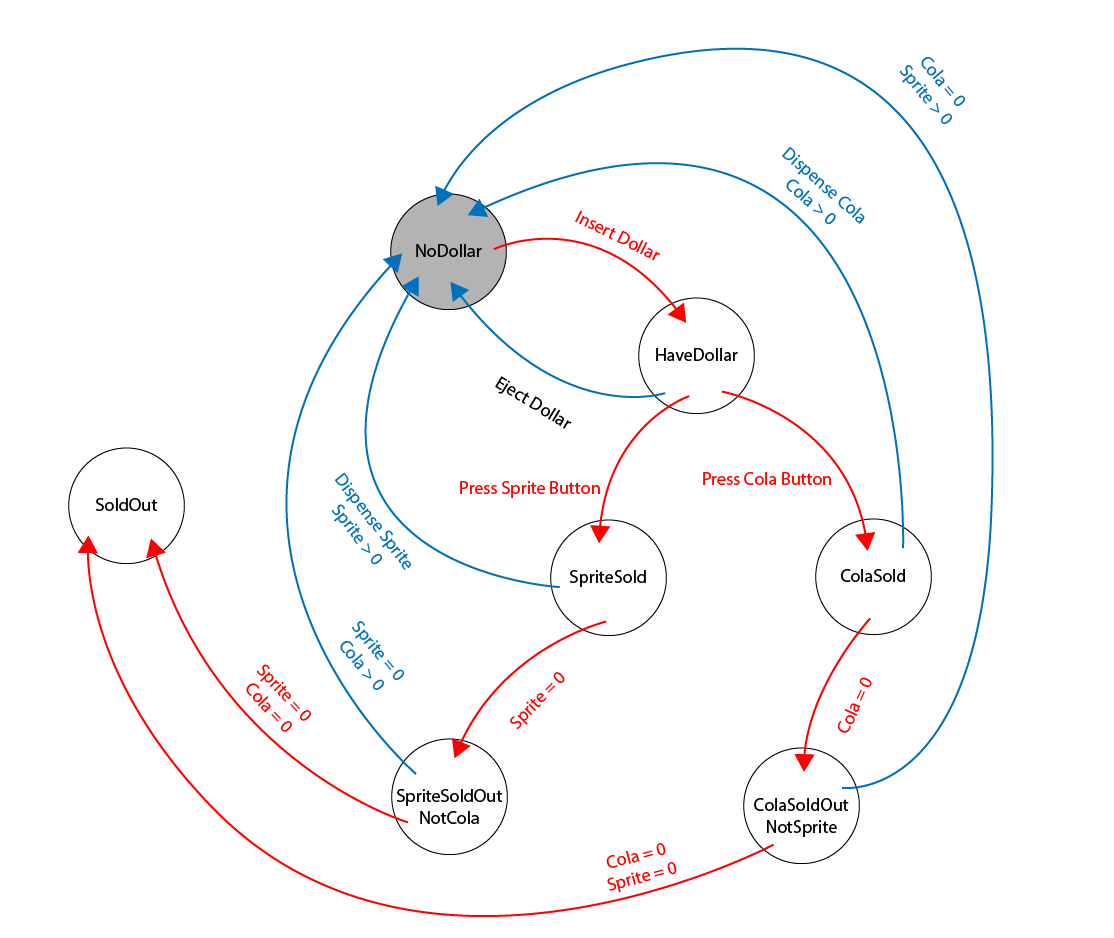 Cola = 0
Sprite > 0
Dispense Cola
Cola > 0
Insert Dollar
NoDollar
HaveDollar
Eject Dollar
Press Sprite Button
Press Cola Button
SoldOut
Dispense Sprite
Sprite > 0
SpriteSold
ColaSold
Sprite = 0
Cola > 0
Sprite = 0
Cola = 0
Sprite = 0
Cola = 0
SpriteSoldOut
NotCola
ColaSoldOut
NotSprite
Cola = 0
Sprite = 0